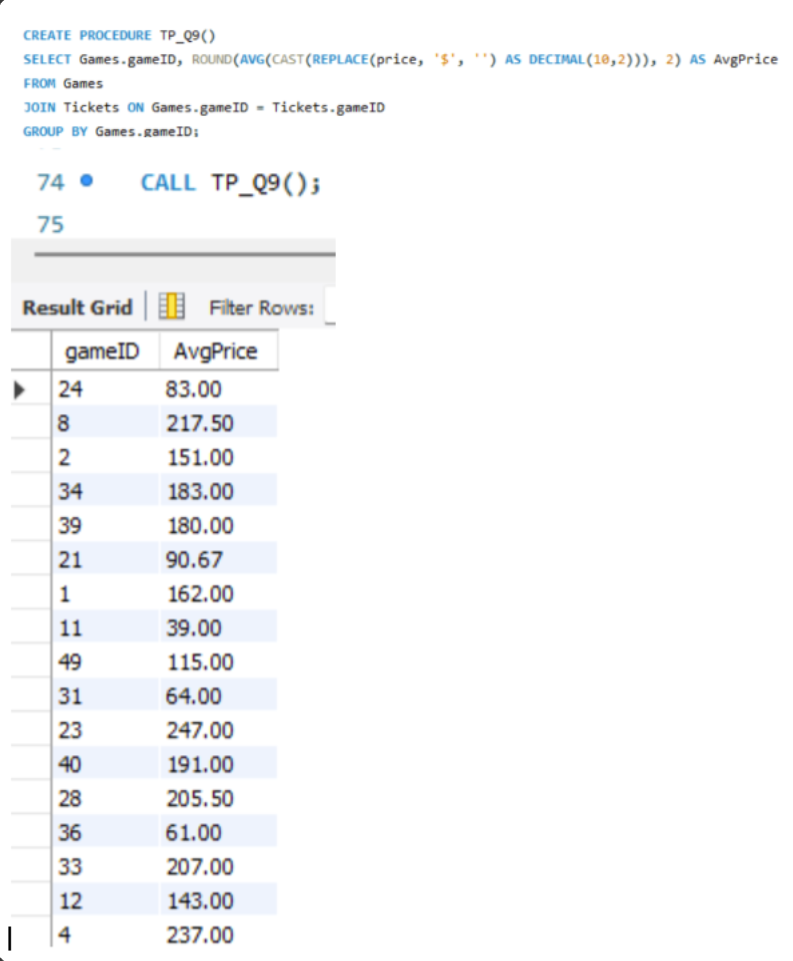 CREATE PROCEDURE TP_Q9()
SELECT Games.gameID, ROUND(AVG(CAST(REPLACE(price, '$', '') AS DECIMAL(10,2))), 2) AS AvgPrice
FROM Games
JOIN Tickets ON Games.gameID = Tickets.gameID
GROUP BY Games.gameID;
74 CALL TP_Q9();
75
Result Grid Filter Rows:
gameID AvgPrice
24 83.00
8 217.50
2 151.00
34 183.00
39 180.00
21 90.67
1 162.00
11 39.00
49 115.00
31 64.00
23 247.00
40 191.00
28 205.50
36 61.00
33 207.00
12 143.00
4 237.00